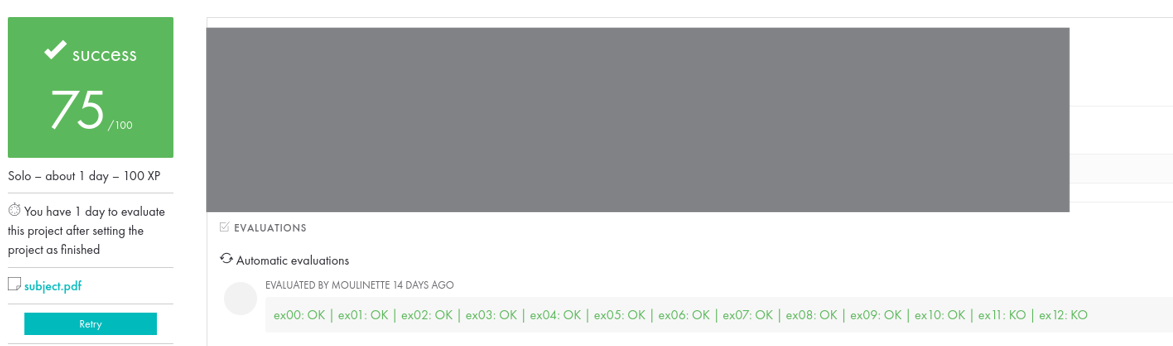 success
75 /100
Solo – about 1 day – 100 XP
You have 1 day to evaluate
this project after setting the
project as finished
subject.pdf
Retry
EVALUATIONS
Automatic evaluations
EVALUATED BY MOULINETTE 14 DAYS AGO
ex00: OK | ex01: OK | ex02: OK | ex03: OK | ex04: OK | ex05: OK | ex06: OK | ex07: OK | ex08: OK | ex09: OK | ex10: OK | ex11: KO | ex12: KO